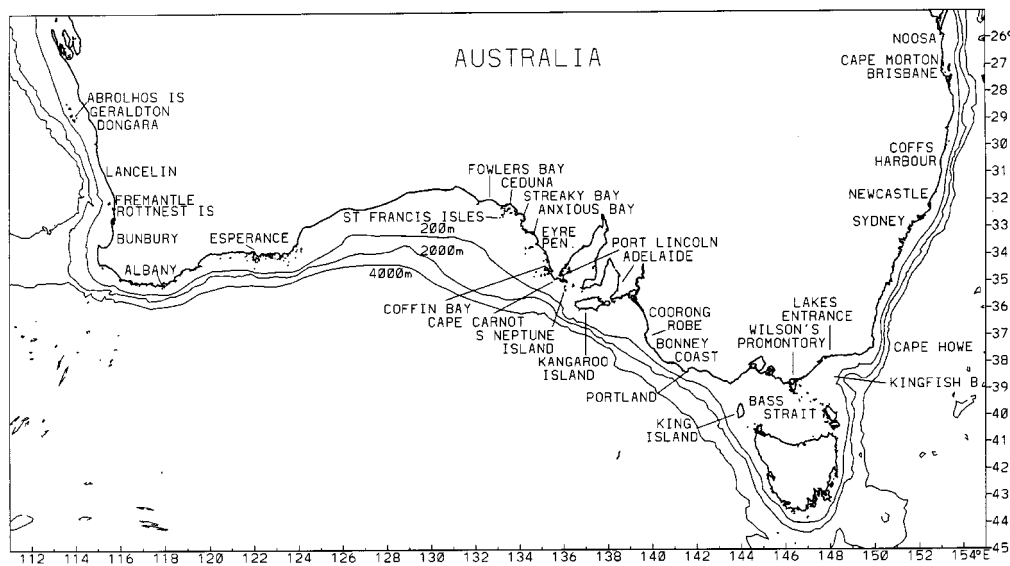 AUSTRALIA
NOOSA
CAPE MORTON
BRISBANE
ABROLHOS IS
GERALDTON
DONGARA
COFFS
HARBOUR
LANCELIN
FOWLERS BAY
CEDUNA
STREAKY BAY
ANXIOUS BAY
NEWCASTLE
SYDNEY
FREMANTLE
ROTTNEST IS
ST FRANCIS ISLES
200m
2000m
4000m
EYRE
PEN.
BUNBURY
ESPERANCE
ALBANY
PORT LINCOLN
ADELAIDE
COFFIN BAY
CAPE CARNOT
S NEPTUNE
ISLAND
KANGAROO
ISLAND
COORONG
ROBE
BONNEY
COAST
LAKES
ENTRANCE
WILSON'S
PROMONTORY
CAPE HOWE
KINGFISH B
PORTLAND
KING
ISLAND
BASS
STRAIT
26°
27
28
29
30
31
32
33
34
35
36
37
38
39
40
41
42
43
44
45
112 114 116 118 120 122 124 126 128 130 132 134 136 138 140 142 144 146 148 150 152 154°E